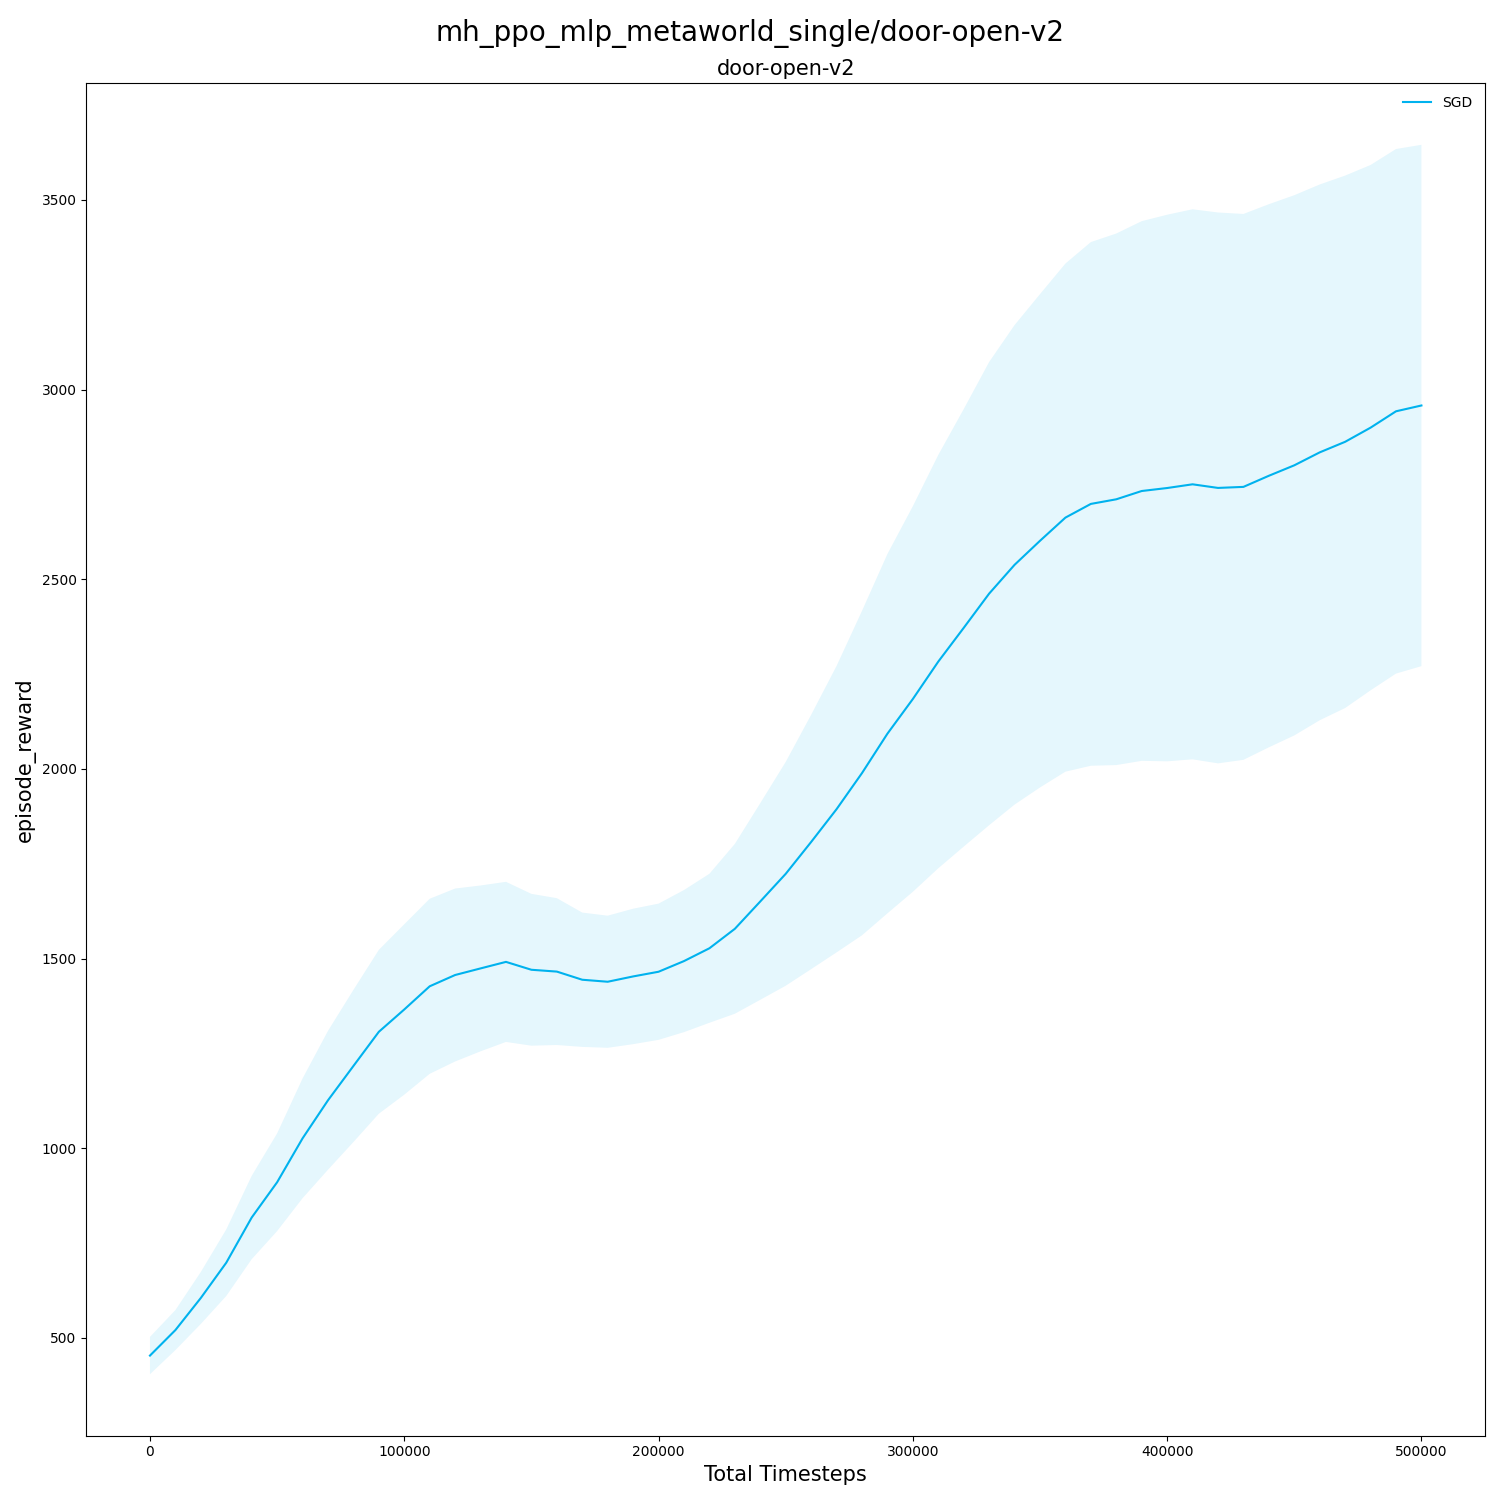 mh_ppo_mlp_metaworld_single/door-open-v2
door-open-v2
SGD
3500
3000
2500
2000
1500
1000
500
episode_reward
0 100000 200000 300000 400000 500000
Total Timesteps